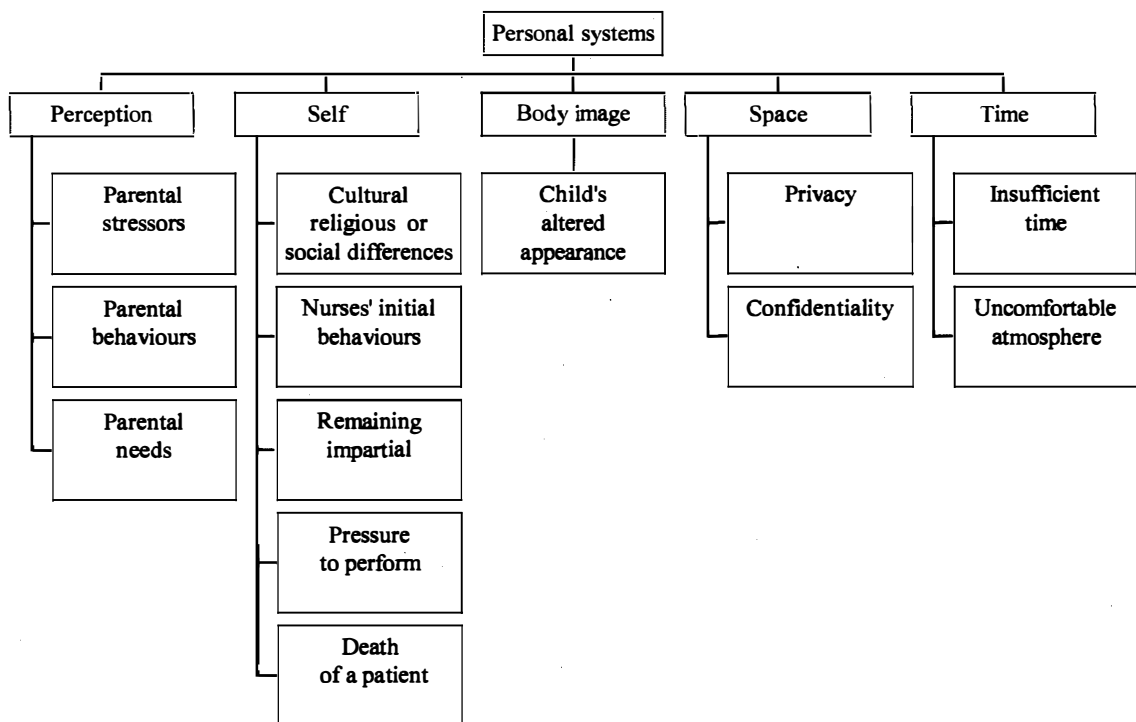 Personal systems
Perception
Self
Body image
Space
Time
Parental
stressors
Parental
behaviours
Parental
needs
Cultural
religious or
social differences
Nurses' initial
behaviours
Remaining
impartial
Pressure
to perform
Death
of a patient
Child's
altered
appearance
Privacy
Confidentiality
Insufficient
time
Uncomfortable
atmosphere